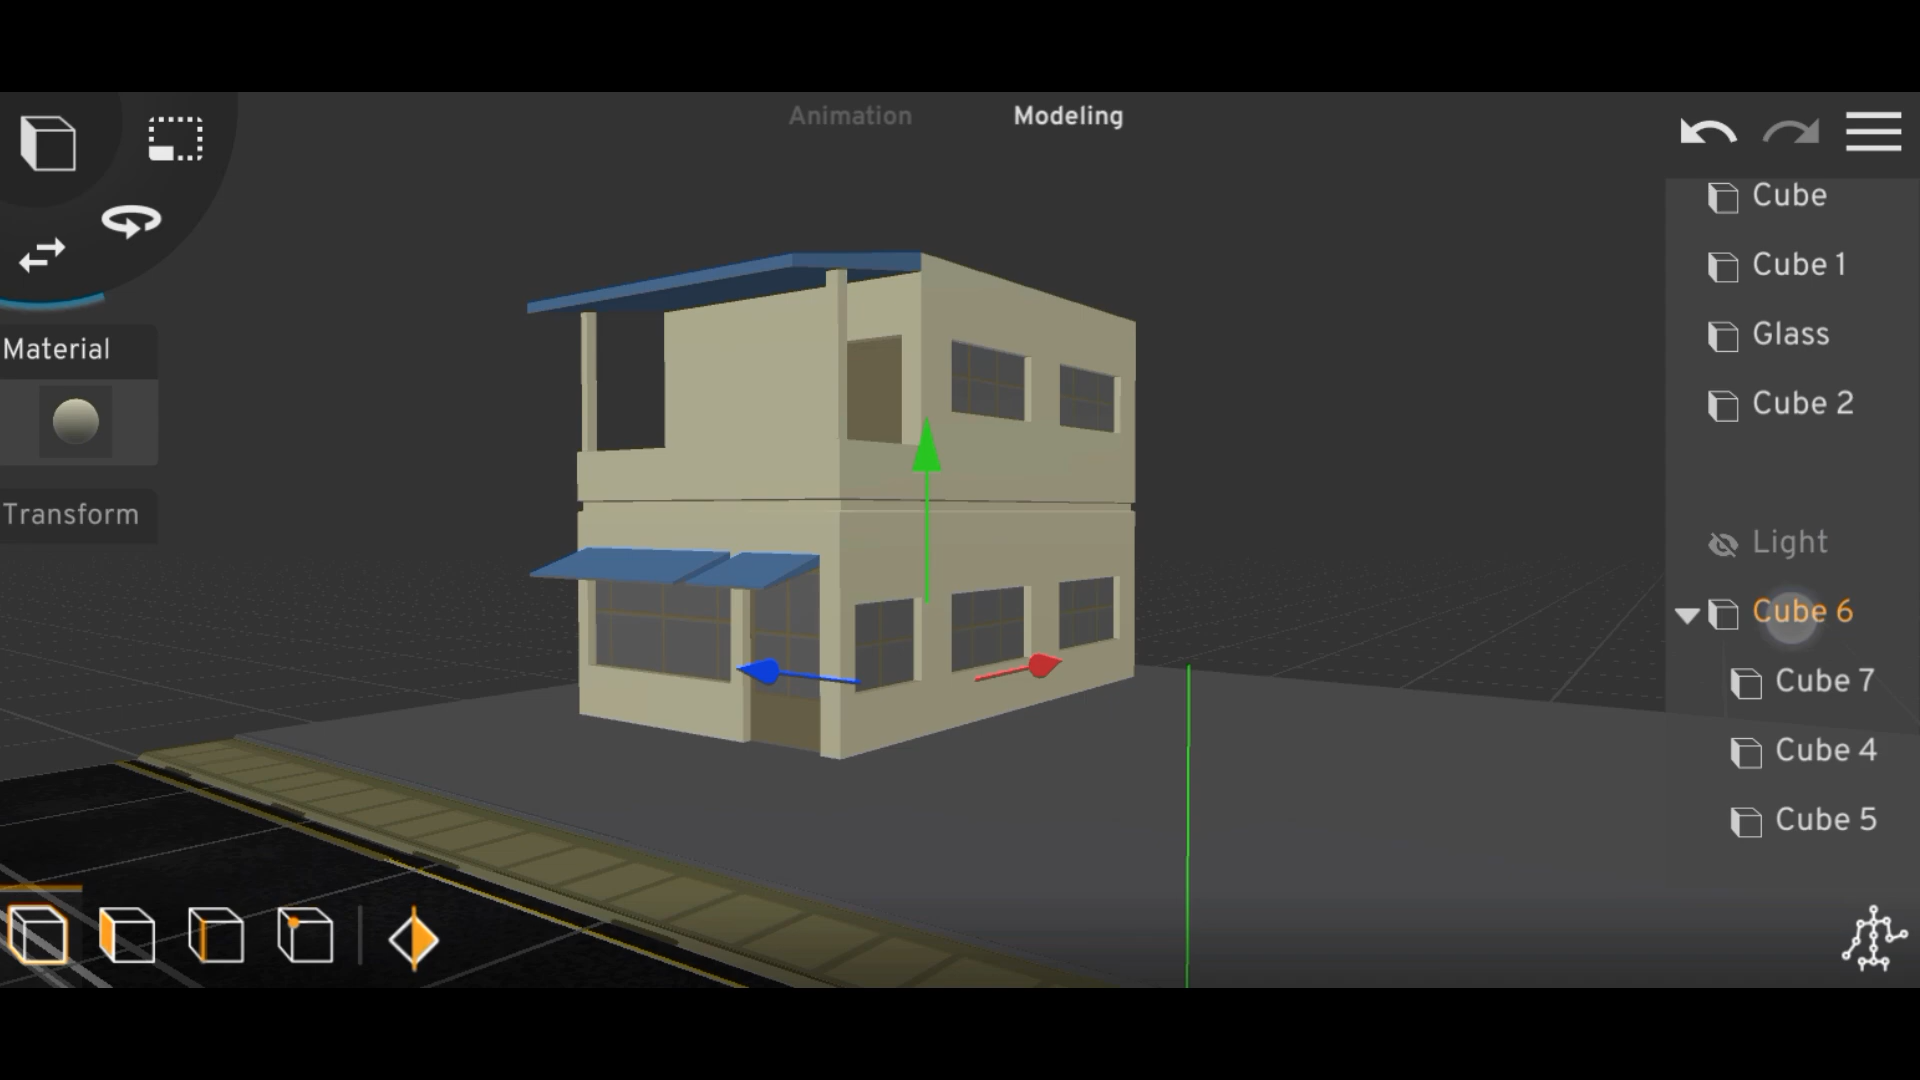 Animation
Modeling
Material
Transform
Cube
Cube 1
Glass
Cube 2
Light
Cube 6
Cube 7
Cube 4
Cube 5